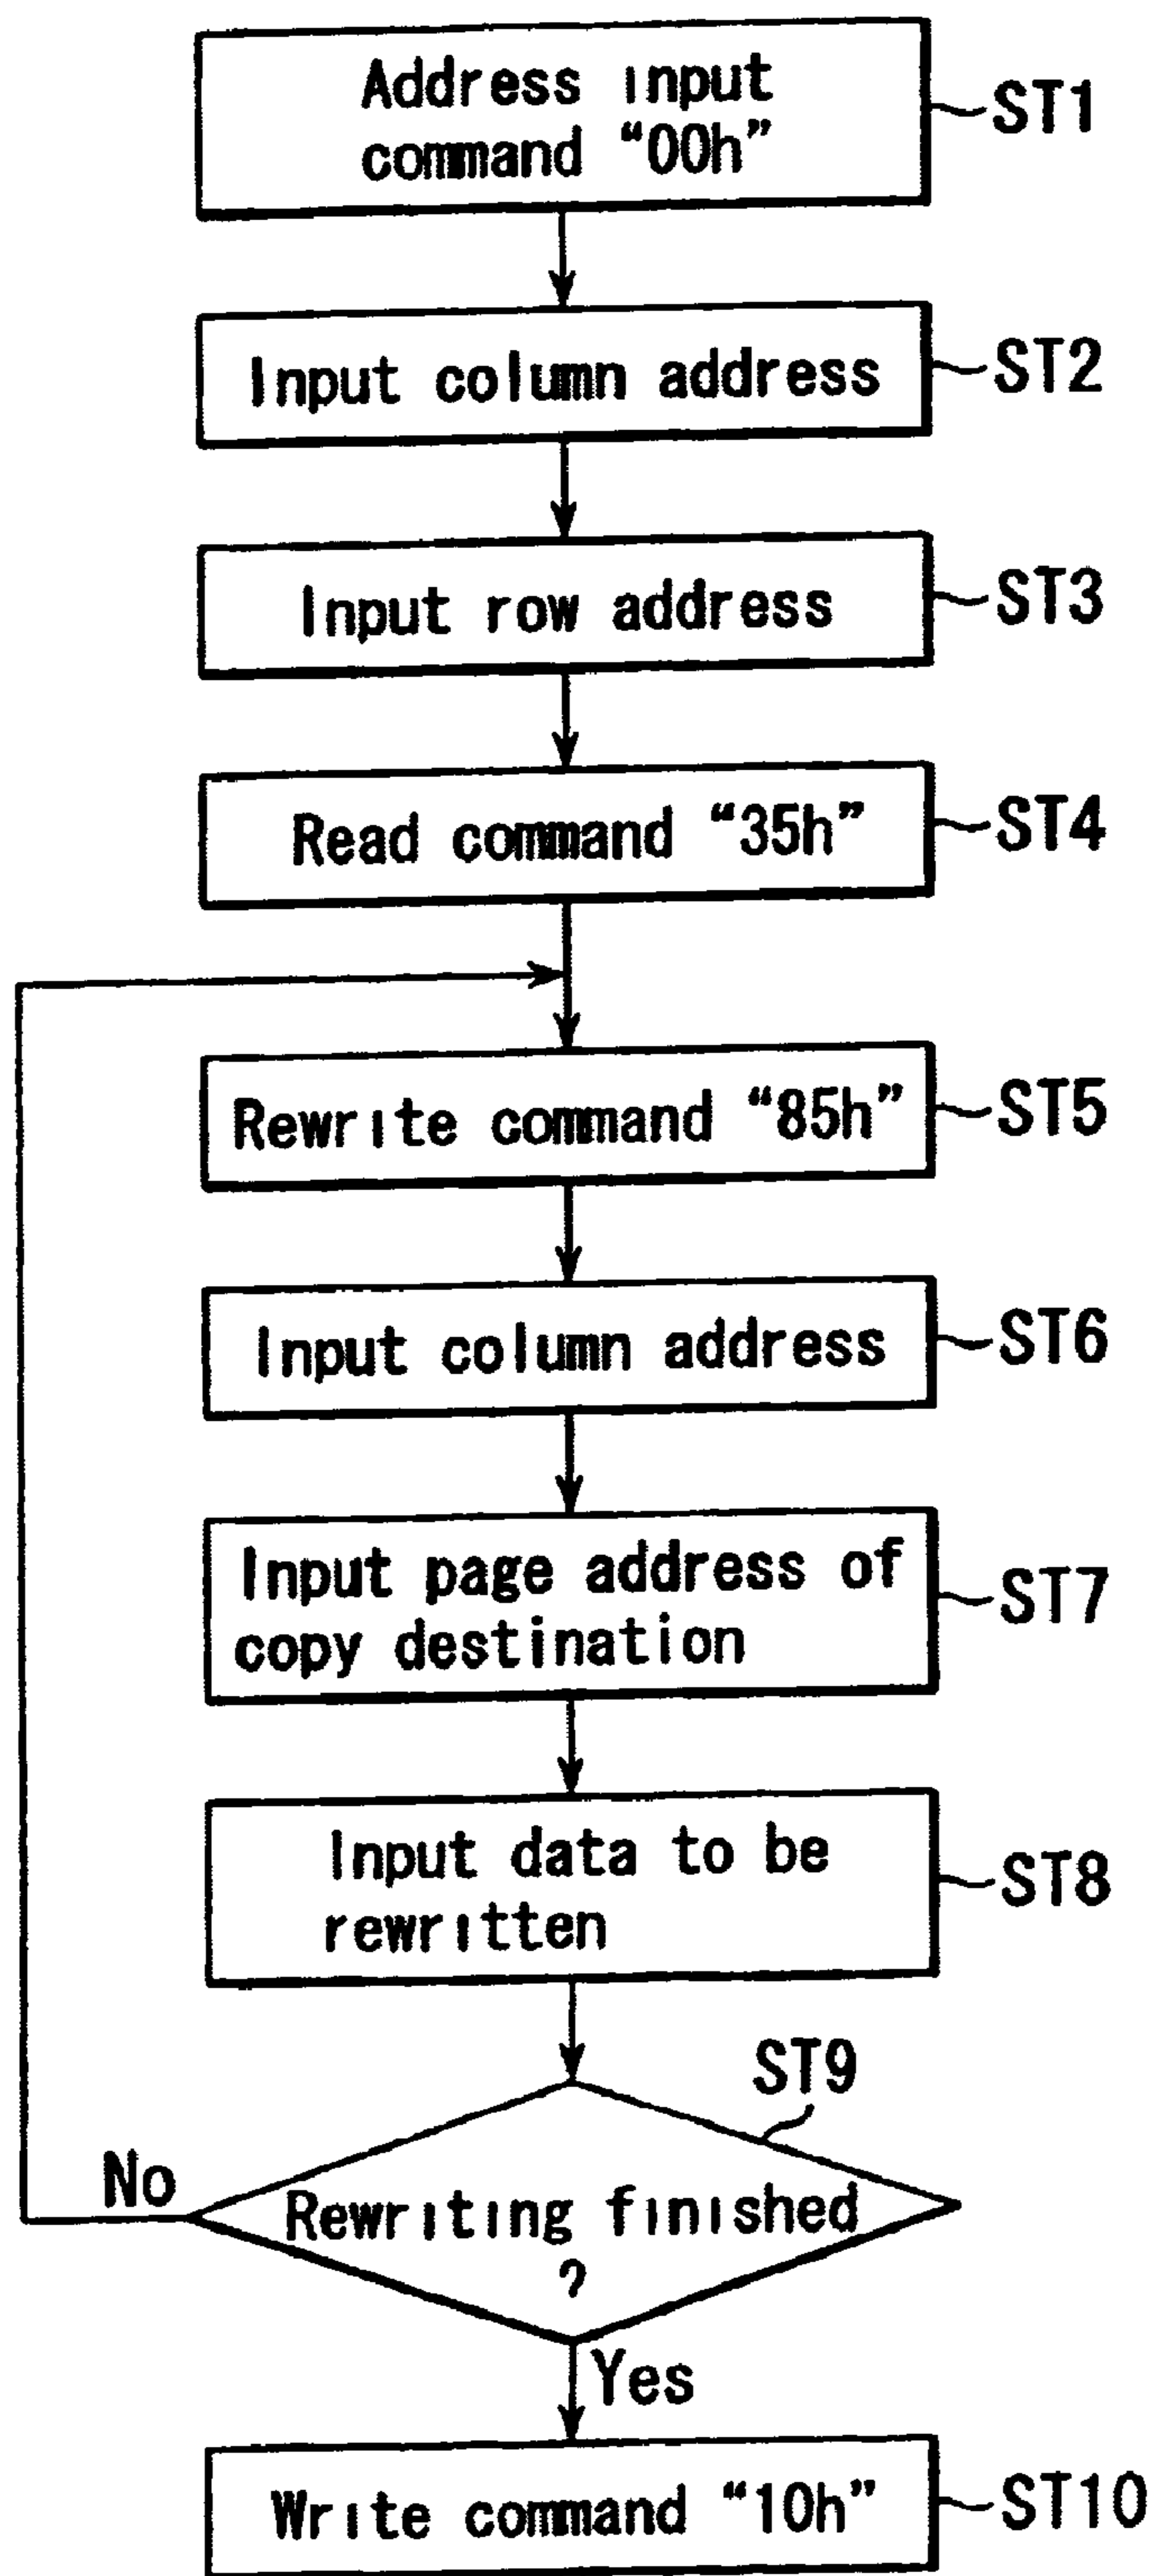 Address input
command “00h”
ST1
Input column address
ST2
Input row address
ST3
Read command “35h”
ST4
Rewrite command “85h”
ST5
Input column address
ST6
Input page address of
copy destination
ST7
Input data to be
rewritten
ST8
ST9
No
Rewriting finished
?
Yes
Write command “10h”
ST10